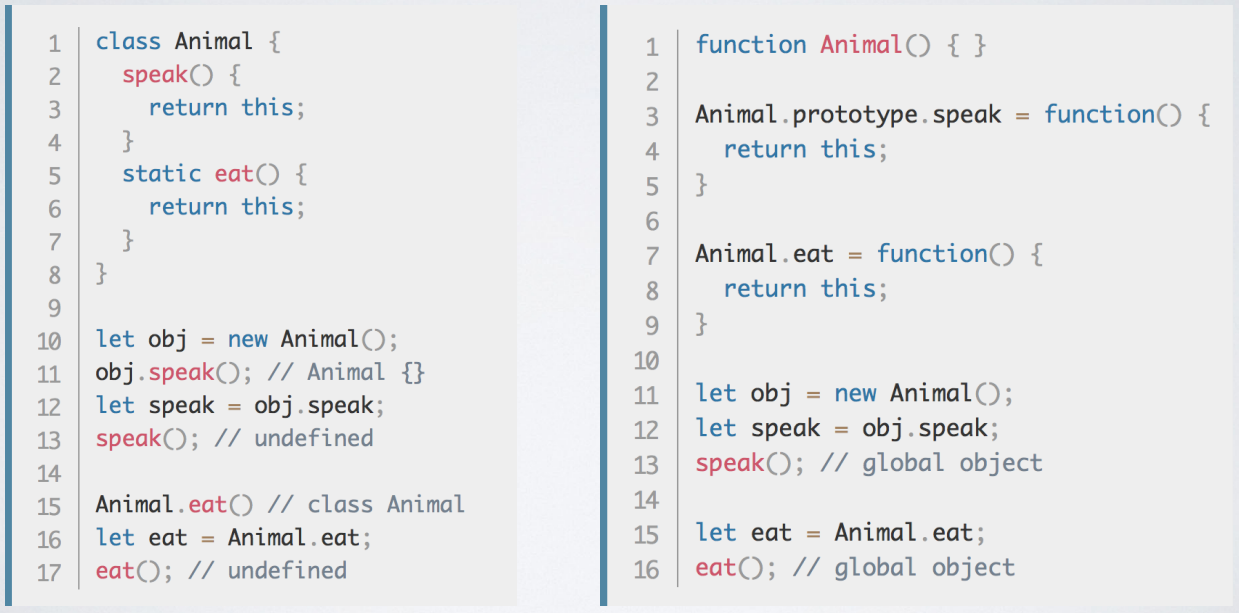 1 class Animal {
2   speak() {
3     return this;
4   }
5   static eat() {
6     return this;
7   }
8 }
9
10 let obj = new Animal();
11 obj.speak(); // Animal {}
12 let speak = obj.speak;
13 speak(); // undefined
14
15 Animal.eat() // class Animal
16 let eat = Animal.eat;
17 eat(); // undefined
1 function Animal() { }
2
3 Animal.prototype.speak = function() {
4   return this;
5 }
6
7 Animal.eat = function() {
8   return this;
9 }
10
11 let obj = new Animal();
12 let speak = obj.speak;
13 speak(); // global object
14
15 let eat = Animal.eat;
16 eat(); // global object